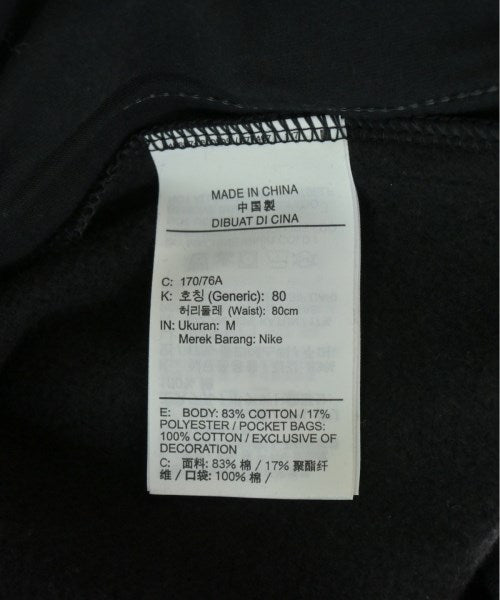 MADE IN CHINA
中国製
DIBUAT DI CINA
C: 170/76A
K: 호칭 (Generic): 80
허리둘레 (Waist): 80cm
IN: Ukuran: M
Merek Barang: Nike
E: BODY: 83% COTTON / 17%
POLYESTER / POCKET BAGS:
100% COTTON / EXCLUSIVE OF
DECORATION
C: 面料: 83% 棉 / 17% 聚酯纤
维 / 口袋: 100% 棉 /